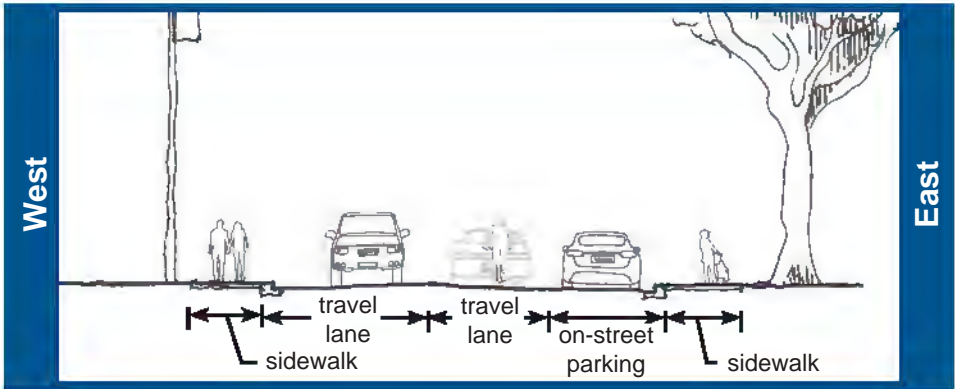 West
East
travel
lane
travel
lane
on-street
parking
sidewalk
sidewalk